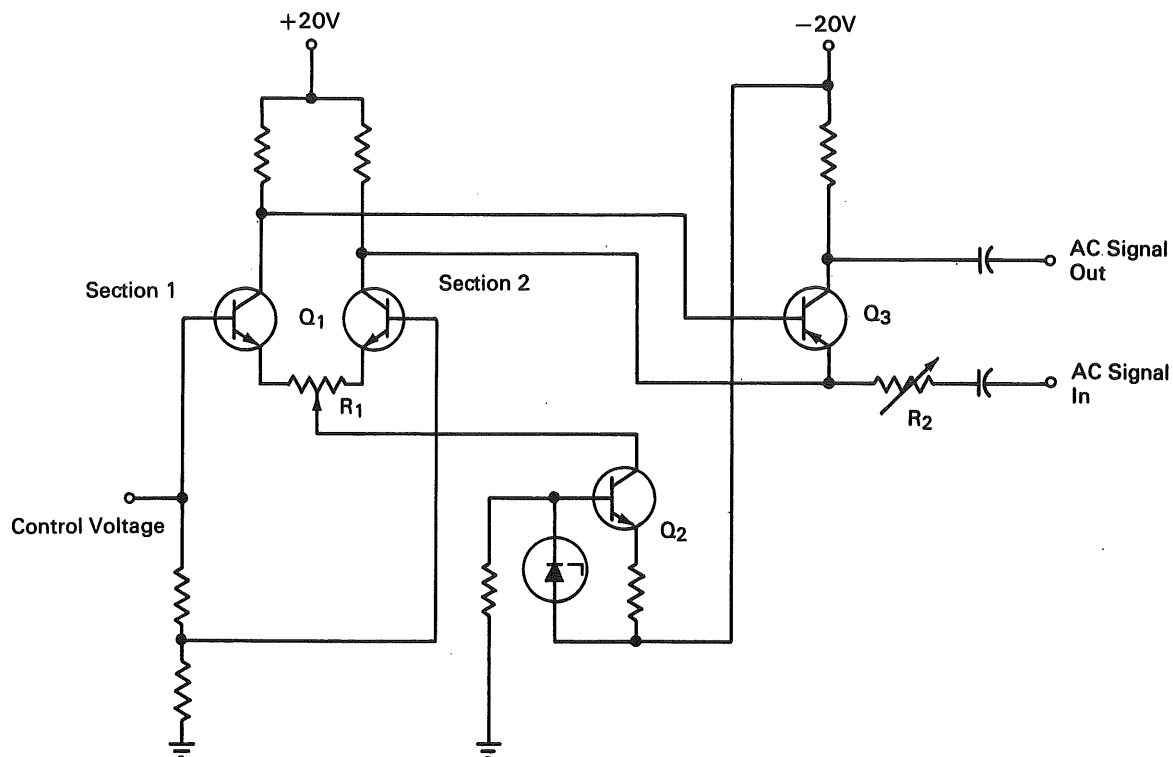 +20V
−20V
Section 1
Q1
Section 2
Q3
AC Signal
Out
AC Signal
In
R1
R2
Control Voltage
Q2